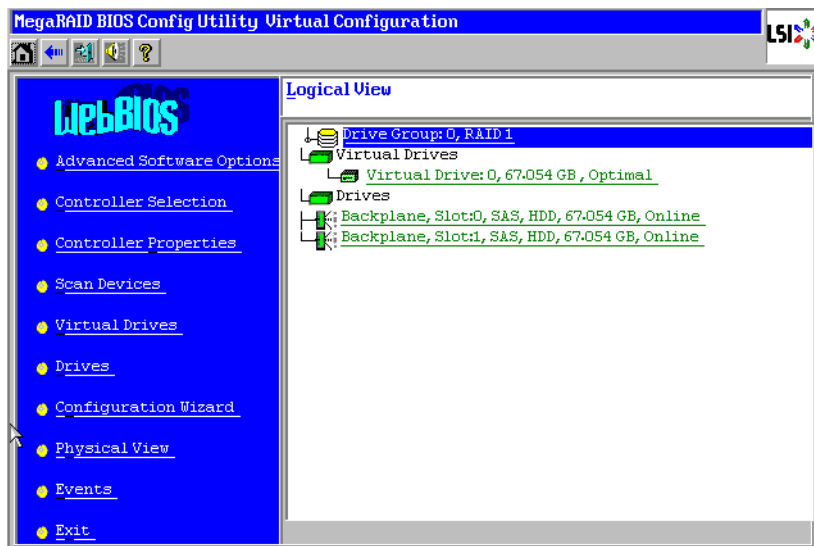 MegaRAID BIOS Config Utility Virtual Configuration
LSI
?
WebBIOS
Advanced Software Options
Controller Selection
Controller Properties
Scan Devices
Virtual Drives
Drives
Configuration Wizard
Physical View
Events
Exit
Logical View
Drive Group: 0, RAID 1
Virtual Drives
Virtual Drive: 0, 67.054 GB , Optimal
Drives
Backplane, Slot:0, SAS, HDD, 67.054 GB, Online
Backplane, Slot:1, SAS, HDD, 67.054 GB, Online